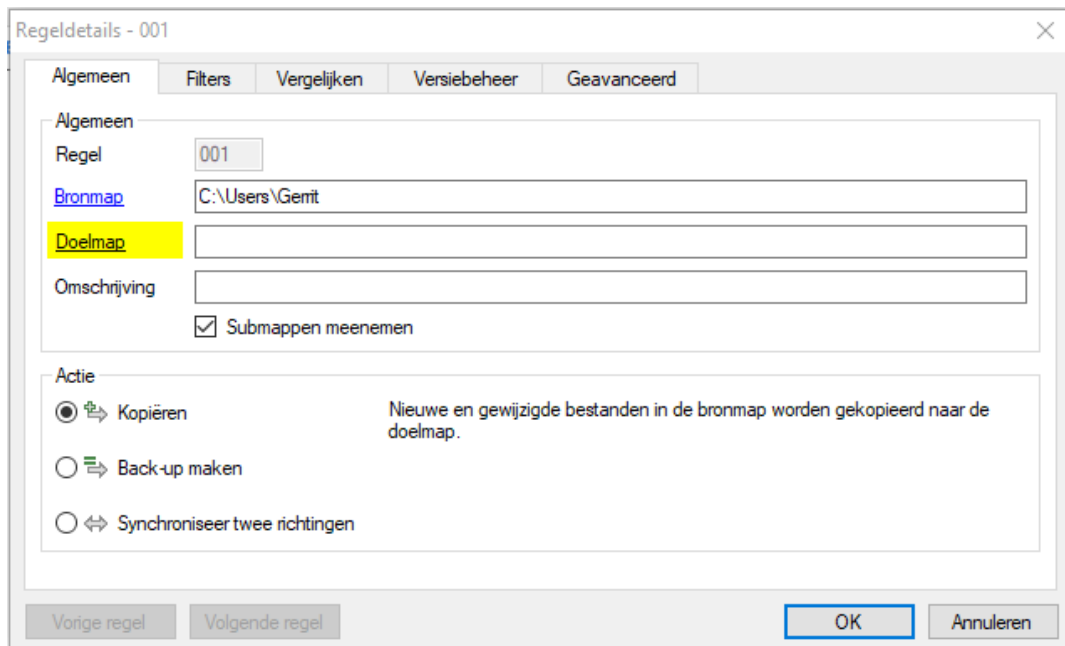 Regeldetails - 001
Algemeen Filters Vergelijken Versiebeheer Geavanceerd
Algemeen
Regel 001
Bronmap C:\Users\Gerrit
Doelmap
Omschrijving
Submappen meenemen
Actie
Kopiëren
Nieuwe en gewijzigde bestanden in de bronmap worden gekopieerd naar de
doelmap.
Back-up maken
Synchroniseer twee richtingen
Vorige regel Volgende regel OK Annuleren